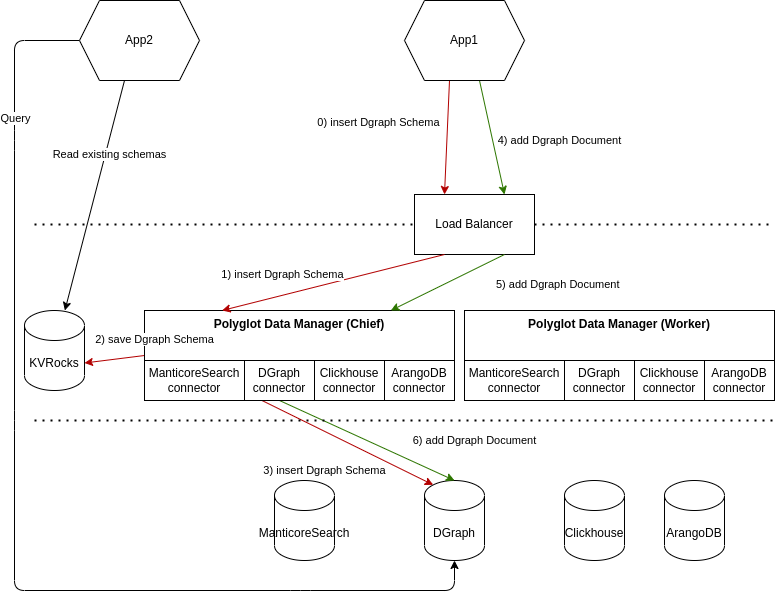 App2
App1
Query
0) insert Dgraph Schema
4) add Dgraph Document
Read existing schemas
Load Balancer
1) insert Dgraph Schema
5) add Dgraph Document
Polyglot Data Manager (Chief)
Polyglot Data Manager (Worker)
2) save Dgraph Schema
KVRocks
ManticoreSearch
connector
DGraph
connector
Clickhouse
connector
ArangoDB
connector
ManticoreSearch
connector
DGraph
connector
Clickhouse
connector
ArangoDB
connector
6) add Dgraph Document
3) insert Dgraph Schema
ManticoreSearch
DGraph
Clickhouse
ArangoDB